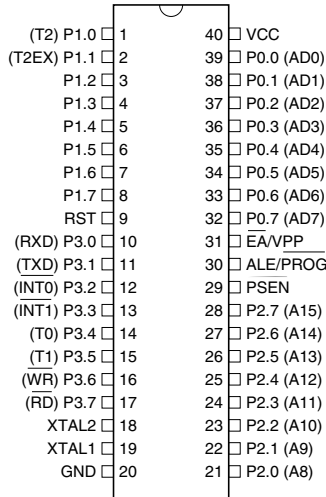 (T2) P1.0 1 40 VCC
(T2EX) P1.1 2 39 P0.0 (AD0)
P1.2 3 38 P0.1 (AD1)
P1.3 4 37 P0.2 (AD2)
P1.4 5 36 P0.3 (AD3)
P1.5 6 35 P0.4 (AD4)
P1.6 7 34 P0.5 (AD5)
P1.7 8 33 P0.6 (AD6)
RST 9 32 P0.7 (AD7)
(RXD) P3.0 10 31 E̅A̅/VPP
(TXD) P3.1 11 30 ALE/P̅R̅O̅G̅
(I̅N̅T̅0̅) P3.2 12 29 P̅S̅E̅N̅
(I̅N̅T̅1̅) P3.3 13 28 P2.7 (A15)
(T0) P3.4 14 27 P2.6 (A14)
(T1) P3.5 15 26 P2.5 (A13)
(W̅R̅) P3.6 16 25 P2.4 (A12)
(R̅D̅) P3.7 17 24 P2.3 (A11)
XTAL2 18 23 P2.2 (A10)
XTAL1 19 22 P2.1 (A9)
GND 20 21 P2.0 (A8)